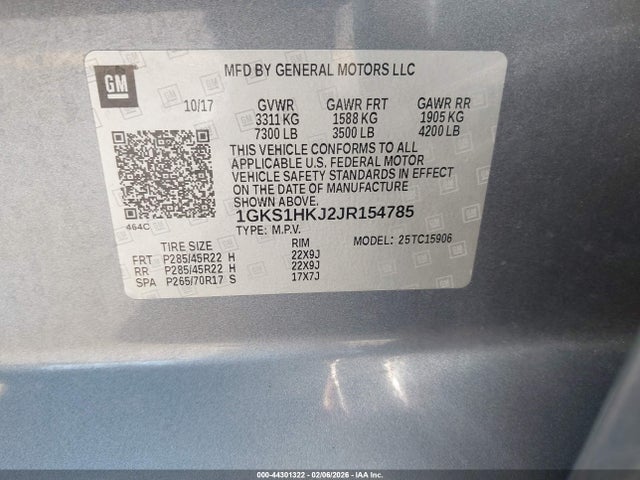 GM
MFD BY GENERAL MOTORS LLC
10/17 GVWR GAWR FRT GAWR RR
3311 KG 1588 KG 1905 KG
7300 LB 3500 LB 4200 LB
THIS VEHICLE CONFORMS TO ALL
APPLICABLE U.S. FEDERAL MOTOR
VEHICLE SAFETY STANDARDS IN EFFECT
ON THE DATE OF MANUFACTURE
SHOWN ABOVE.
464C
1GKS1HKJ2JR154785
TYPE: M.P.V.
MODEL: 25TC15906
TIRE SIZE RIM
FRT P285/45R22 H 22X9J
RR P285/45R22 H 22X9J
SPA P265/70R17 S 17X7J
000-44301322 | 02/06/2026 | IAAI, Inc.